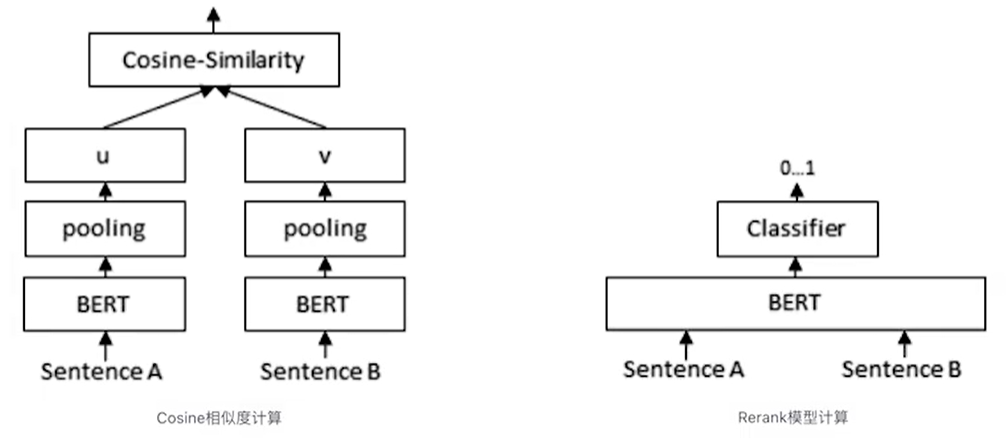 Cosine-Similarity
u
v
pooling
pooling
BERT
BERT
Sentence A
Sentence B
Cosine相似度计算
0...1
Classifier
BERT
Sentence A
Sentence B
Rerank模型计算